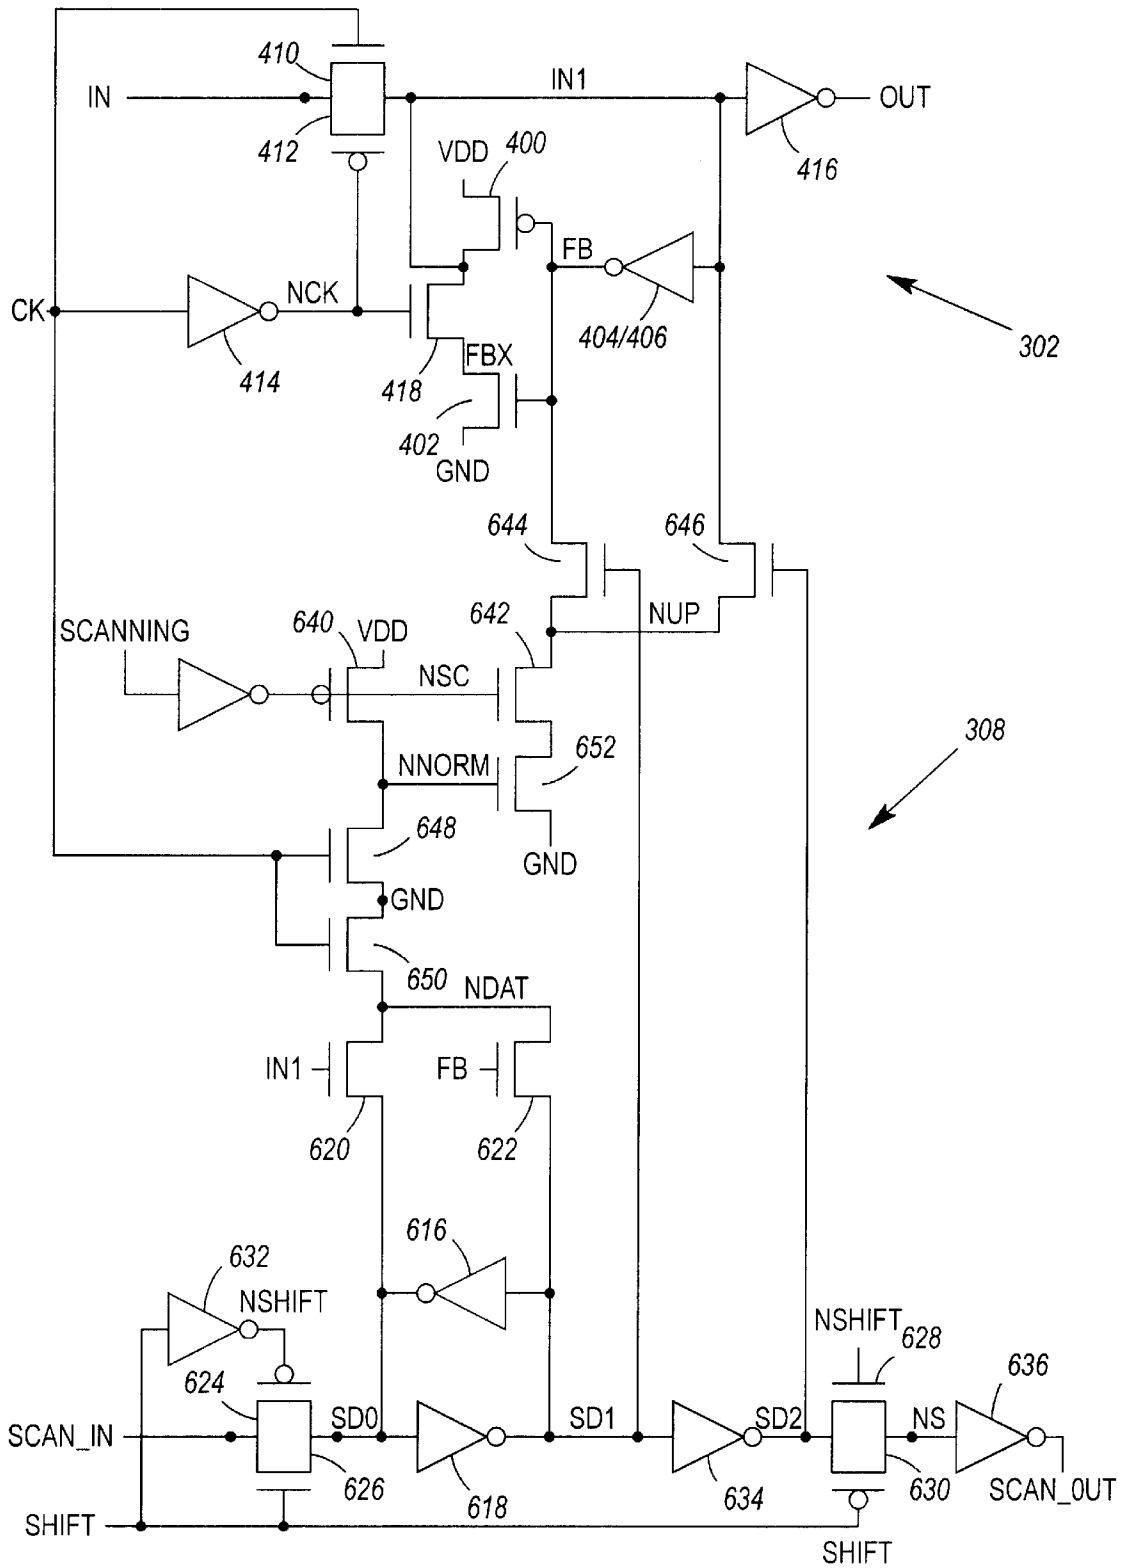 410
IN
IN1
OUT
412
416
VDD
400
FB
CK
NCK
404/406
302
414
418
FBX
402
GND
644
646
SCANNING
640
VDD
642
NUP
NSC
308
652
NNORM
648
GND
GND
650
NDAT
IN1
FB
620
622
616
632
NSHIFT
NSHIFT
628
624
636
SCAN_IN
SD0
SD1
SD2
NS
626
618
634
630
SCAN_OUT
SHIFT
SHIFT